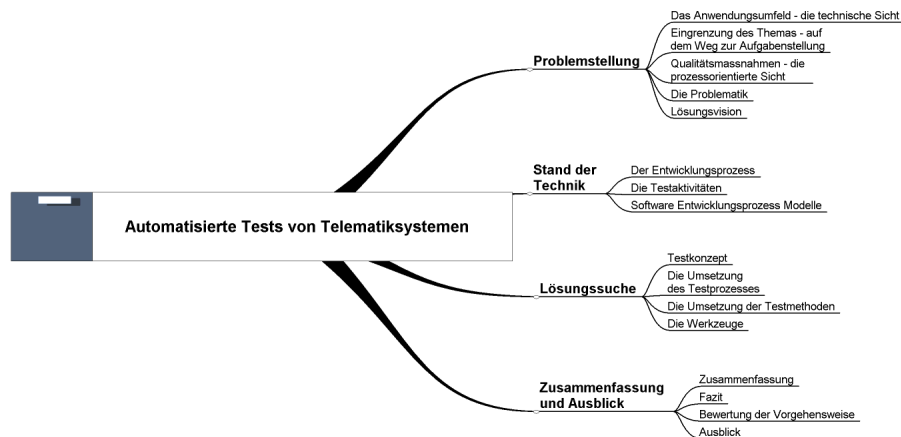 Automatisierte Tests von Telematiksystemen
Problemstellung
Das Anwendungsumfeld - die technische Sicht
Eingrenzung des Themas - auf
dem Weg zur Aufgabenstellung
Qualitätsmassnahmen - die
prozessorientierte Sicht
Die Problematik
Lösungsvision
Stand der
Technik
Der Entwicklungsprozess
Die Testaktivitäten
Software Entwicklungsprozess Modelle
Lösungssuche
Testkonzept
Die Umsetzung
des Testprozesses
Die Umsetzung der Testmethoden
Die Werkzeuge
Zusammenfassung
und Ausblick
Zusammenfassung
Fazit
Bewertung der Vorgehensweise
Ausblick